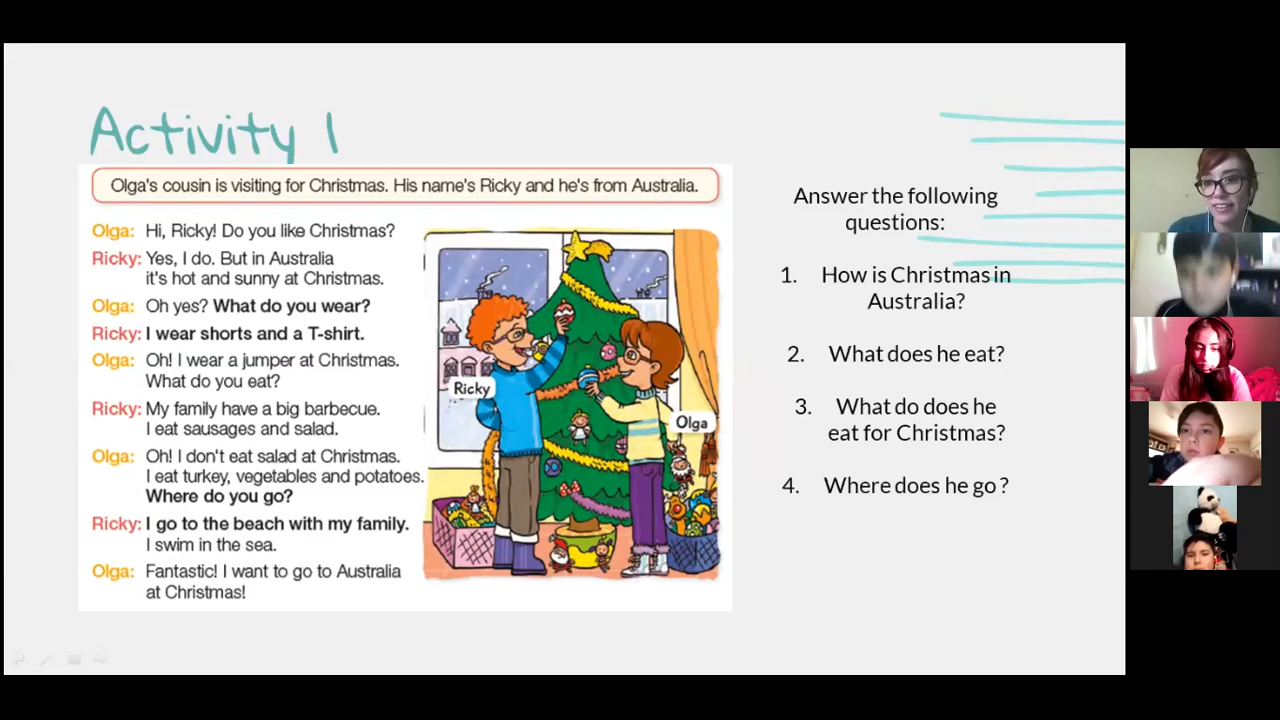 Activity 1
Olga's cousin is visiting for Christmas. His name's Ricky and he's from Australia.
Olga: Hi, Ricky! Do you like Christmas?
Ricky: Yes, I do. But in Australia
it's hot and sunny at Christmas.
Olga: Oh yes? What do you wear?
Ricky: I wear shorts and a T-shirt.
Olga: Oh! I wear a jumper at Christmas.
What do you eat?
Ricky: My family have a big barbecue.
I eat sausages and salad.
Olga: Oh! I don't eat salad at Christmas.
I eat turkey, vegetables and potatoes.
Where do you go?
Ricky: I go to the beach with my family.
I swim in the sea.
Olga: Fantastic! I want to go to Australia
at Christmas!
Ricky
Olga
Answer the following
questions:
1. How is Christmas in
Australia?
2. What does he eat?
3. What do does he
eat for Christmas?
4. Where does he go ?